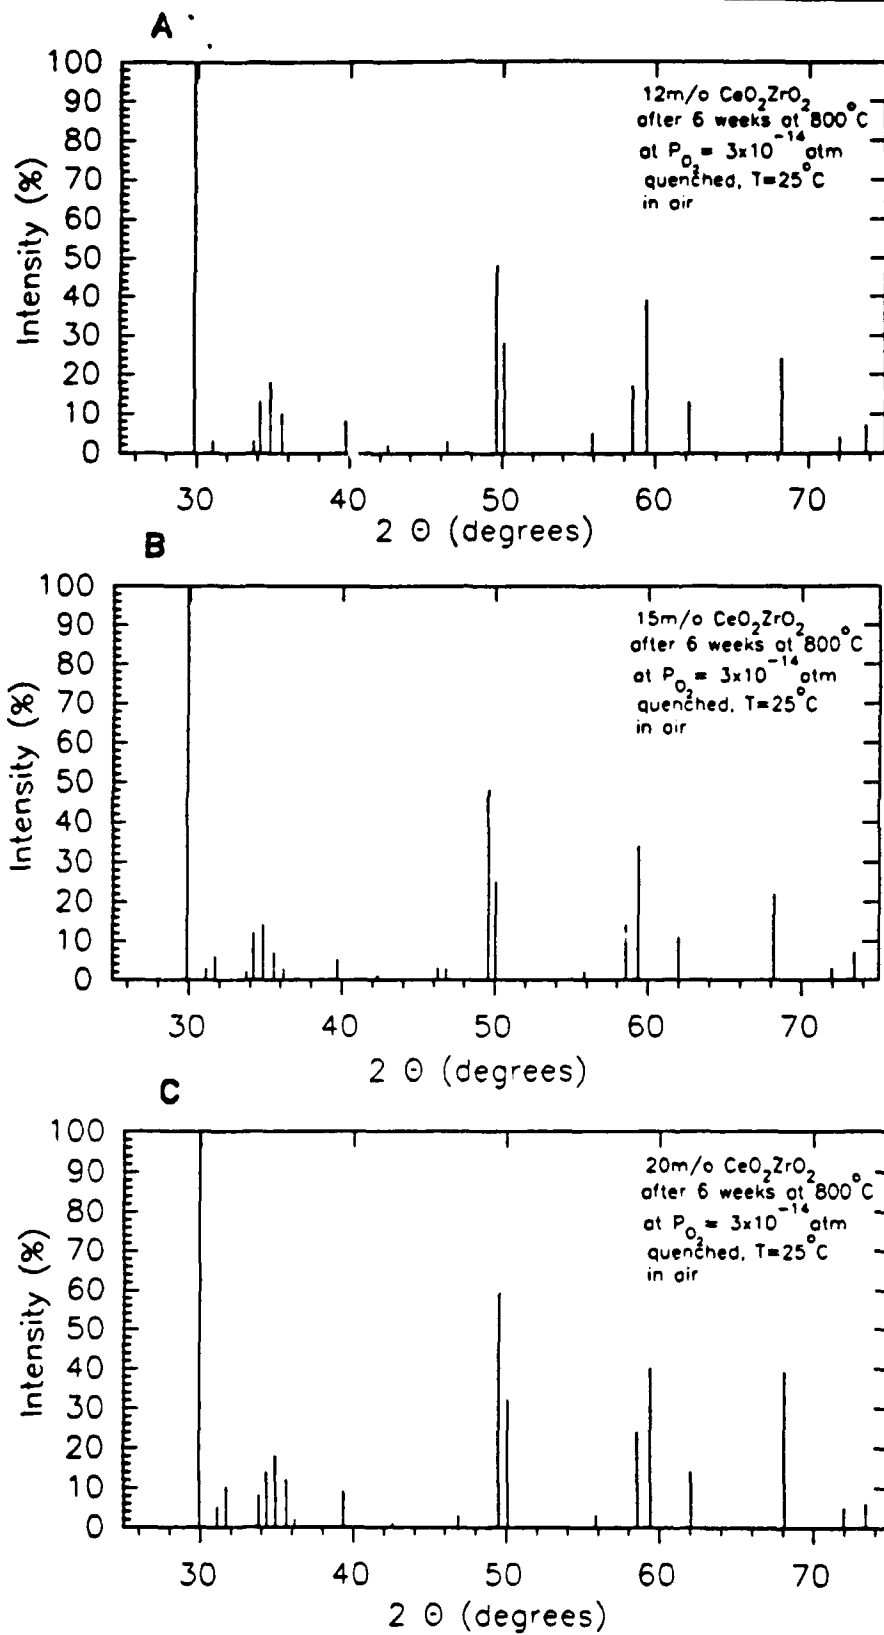 A
100
90
80
70
60
50
40
30
20
10
0
Intensity (%)
12m/o CeO₂ZrO₂
after 6 weeks at 800°C
at P_O₂ = 3x10⁻¹⁴ atm
quenched, T=25°C
in air
30 40 50 60 70
2 Θ (degrees)
B
100
90
80
70
60
50
40
30
20
10
0
Intensity (%)
15m/o CeO₂ZrO₂
after 6 weeks at 800°C
at P_O₂ = 3x10⁻¹⁴ atm
quenched, T=25°C
in air
30 40 50 60 70
2 Θ (degrees)
C
100
90
80
70
60
50
40
30
20
10
0
Intensity (%)
20m/o CeO₂ZrO₂
after 6 weeks at 800°C
at P_O₂ = 3x10⁻¹⁴ atm
quenched, T=25°C
in air
30 40 50 60 70
2 Θ (degrees)